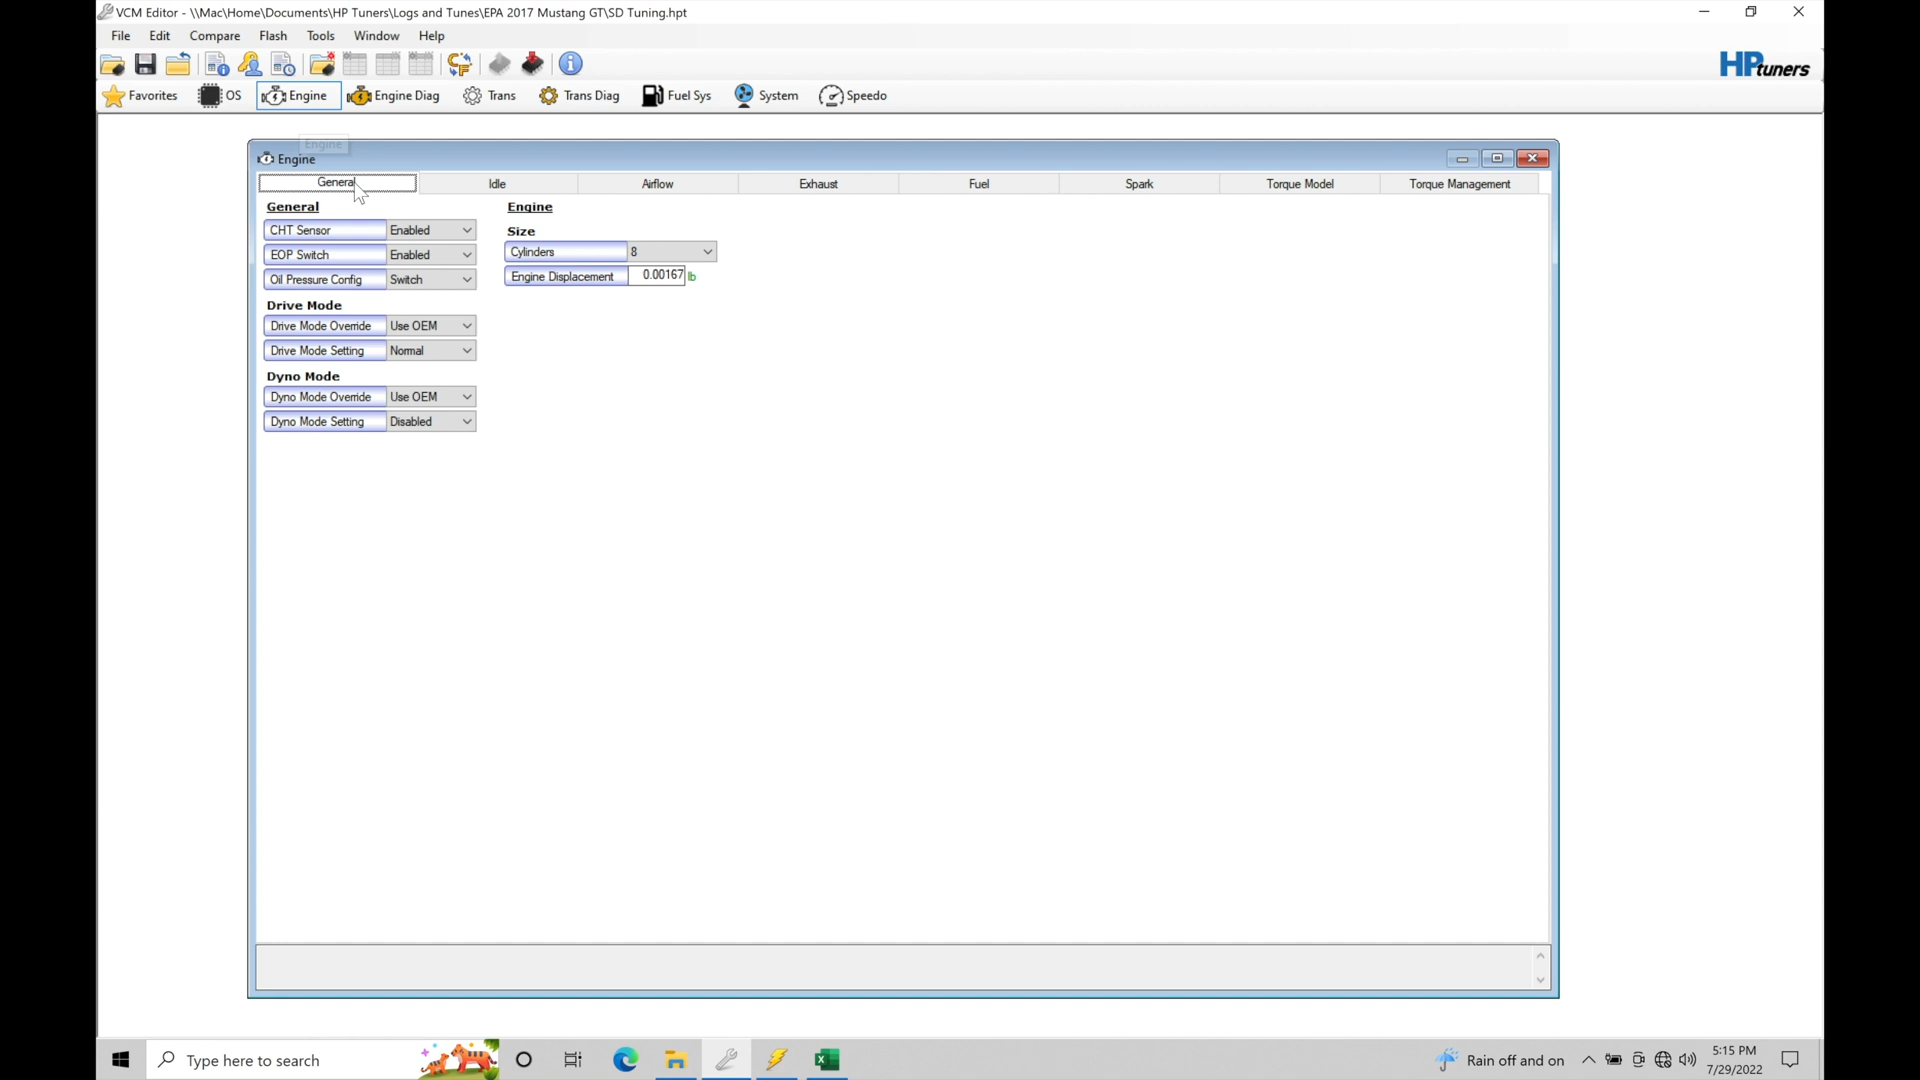 VCM Editor - \\Mac\Home\Documents\HP Tuners\Logs and Tunes\EPA 2017 Mustang GT\SD Tuning.hpt
File Edit Compare Flash Tools Window Help
HP tuners
Favorites OS Engine Engine Diag Trans Trans Diag Fuel Sys System Speedo
Engine
Engine
General Idle Airflow Exhaust Fuel Spark Torque Model Torque Management
General Engine
CHT Sensor Enabled Size
EOP Switch Enabled Cylinders 8
Oil Pressure Config Switch Engine Displacement 0.00167 lb
Drive Mode
Drive Mode Override Use OEM
Drive Mode Setting Normal
Dyno Mode
Dyno Mode Override Use OEM
Dyno Mode Setting Disabled
Type here to search
Rain off and on
5:15 PM
7/29/2022